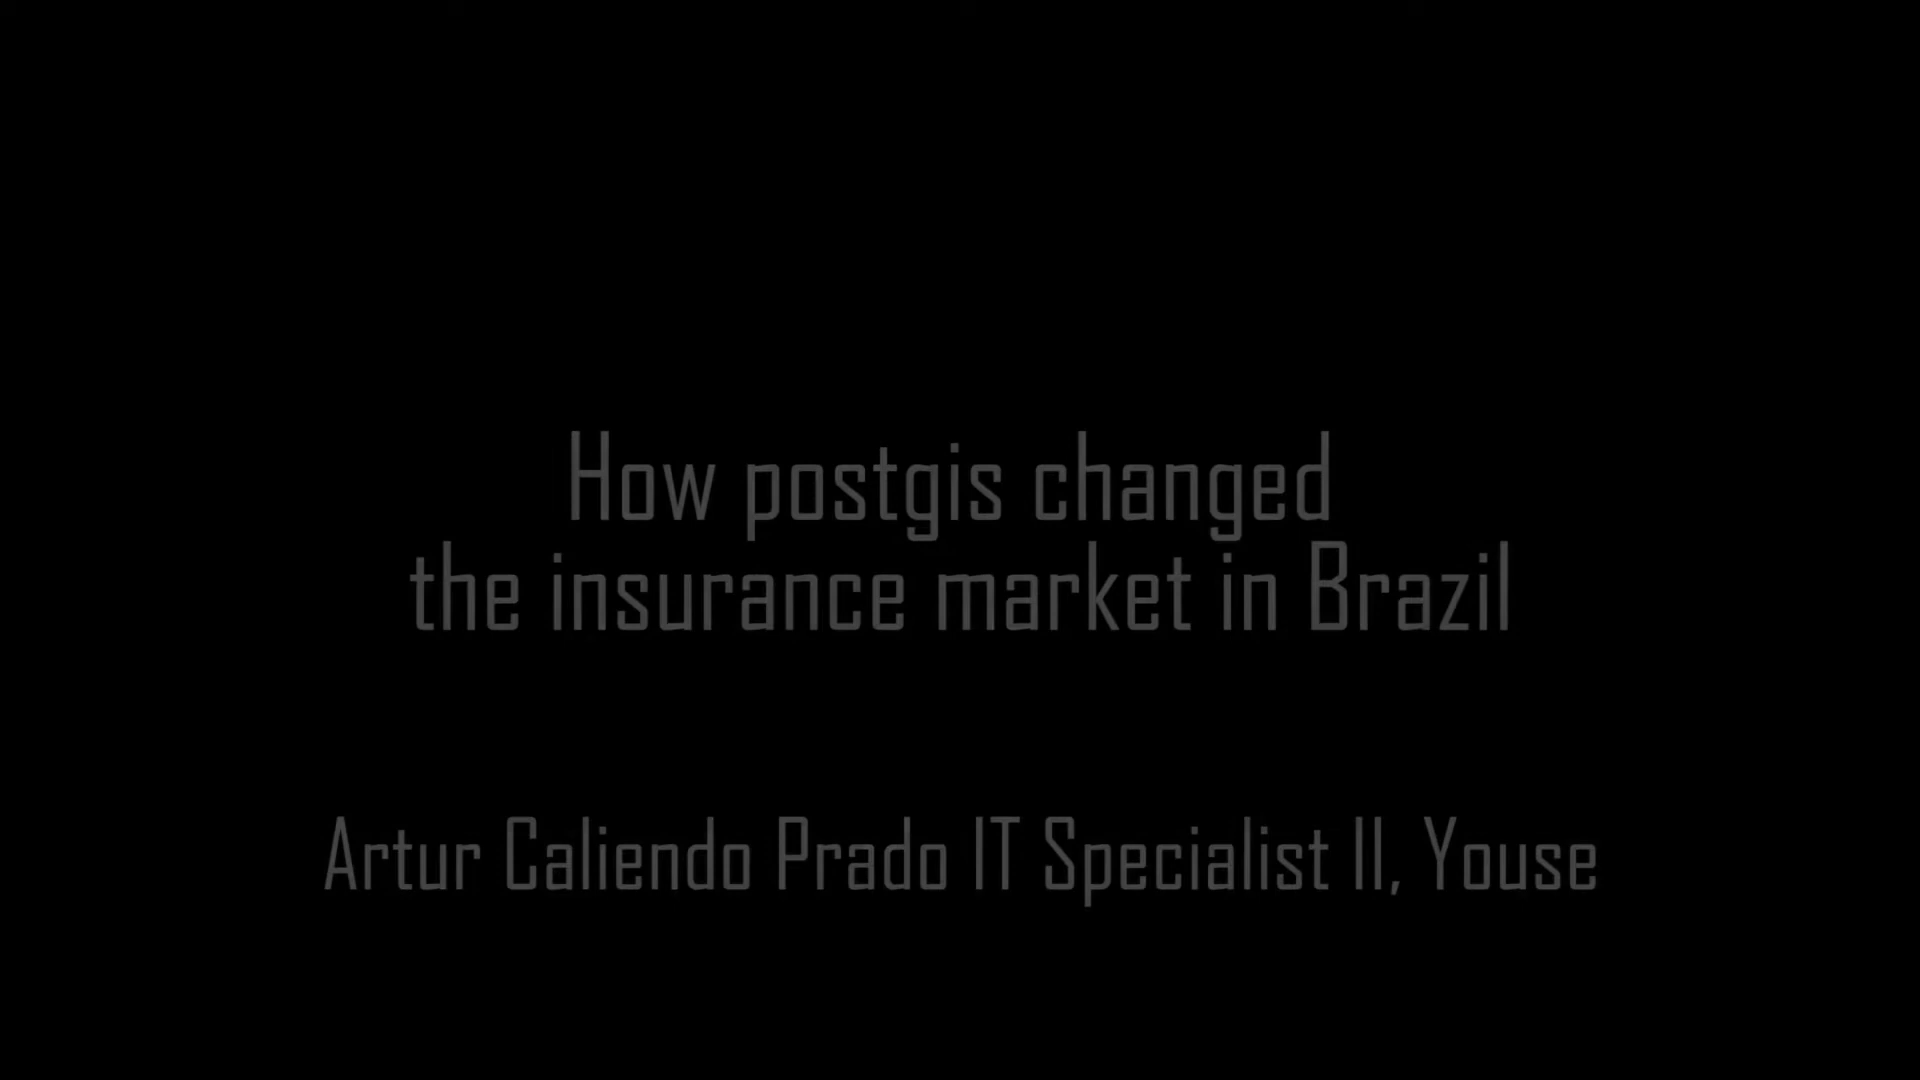 How postgis changed
the insurance market in Brazil
Artur Caliendo Prado IT Specialist II, Youse